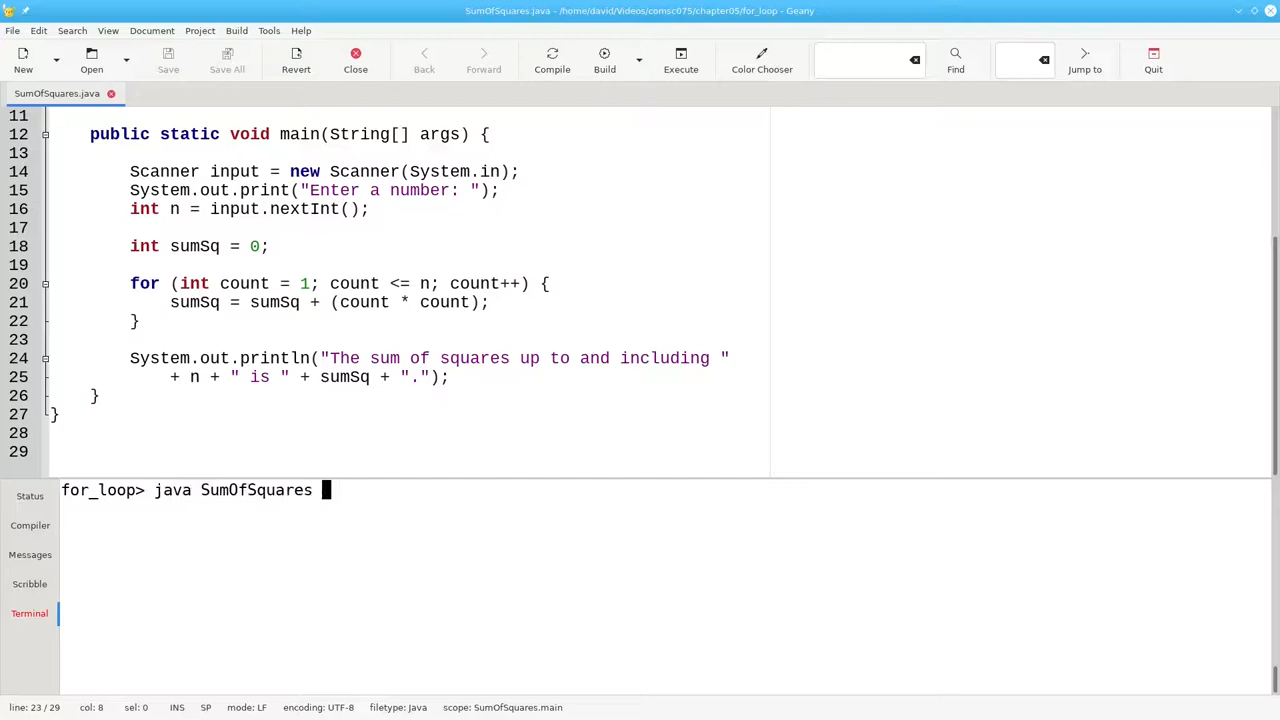 SumOfSquares.java - /home/david/Videos/comsc075/chapter05/for_loop - Geany
File Edit Search View Document Project Build Tools Help
New Open Save Save All Revert Close Back Forward Compile Build Execute Color Chooser Find Jump to Quit
SumOfSquares.java
11
12 public static void main(String[] args) {
13
14 Scanner input = new Scanner(System.in);
15 System.out.print("Enter a number: ");
16 int n = input.nextInt();
17
18 int sumSq = 0;
19
20 for (int count = 1; count <= n; count++) {
21 sumSq = sumSq + (count * count);
22 }
23
24 System.out.println("The sum of squares up to and including "
25 + n + " is " + sumSq + ".");
26 }
27 }
28
29
Status
Compiler
Messages
Scribble
Terminal
for_loop> java SumOfSquares
line: 23 / 29 col: 8 sel: 0 INS SP mode: LF encoding: UTF-8 filetype: Java scope: SumOfSquares.main